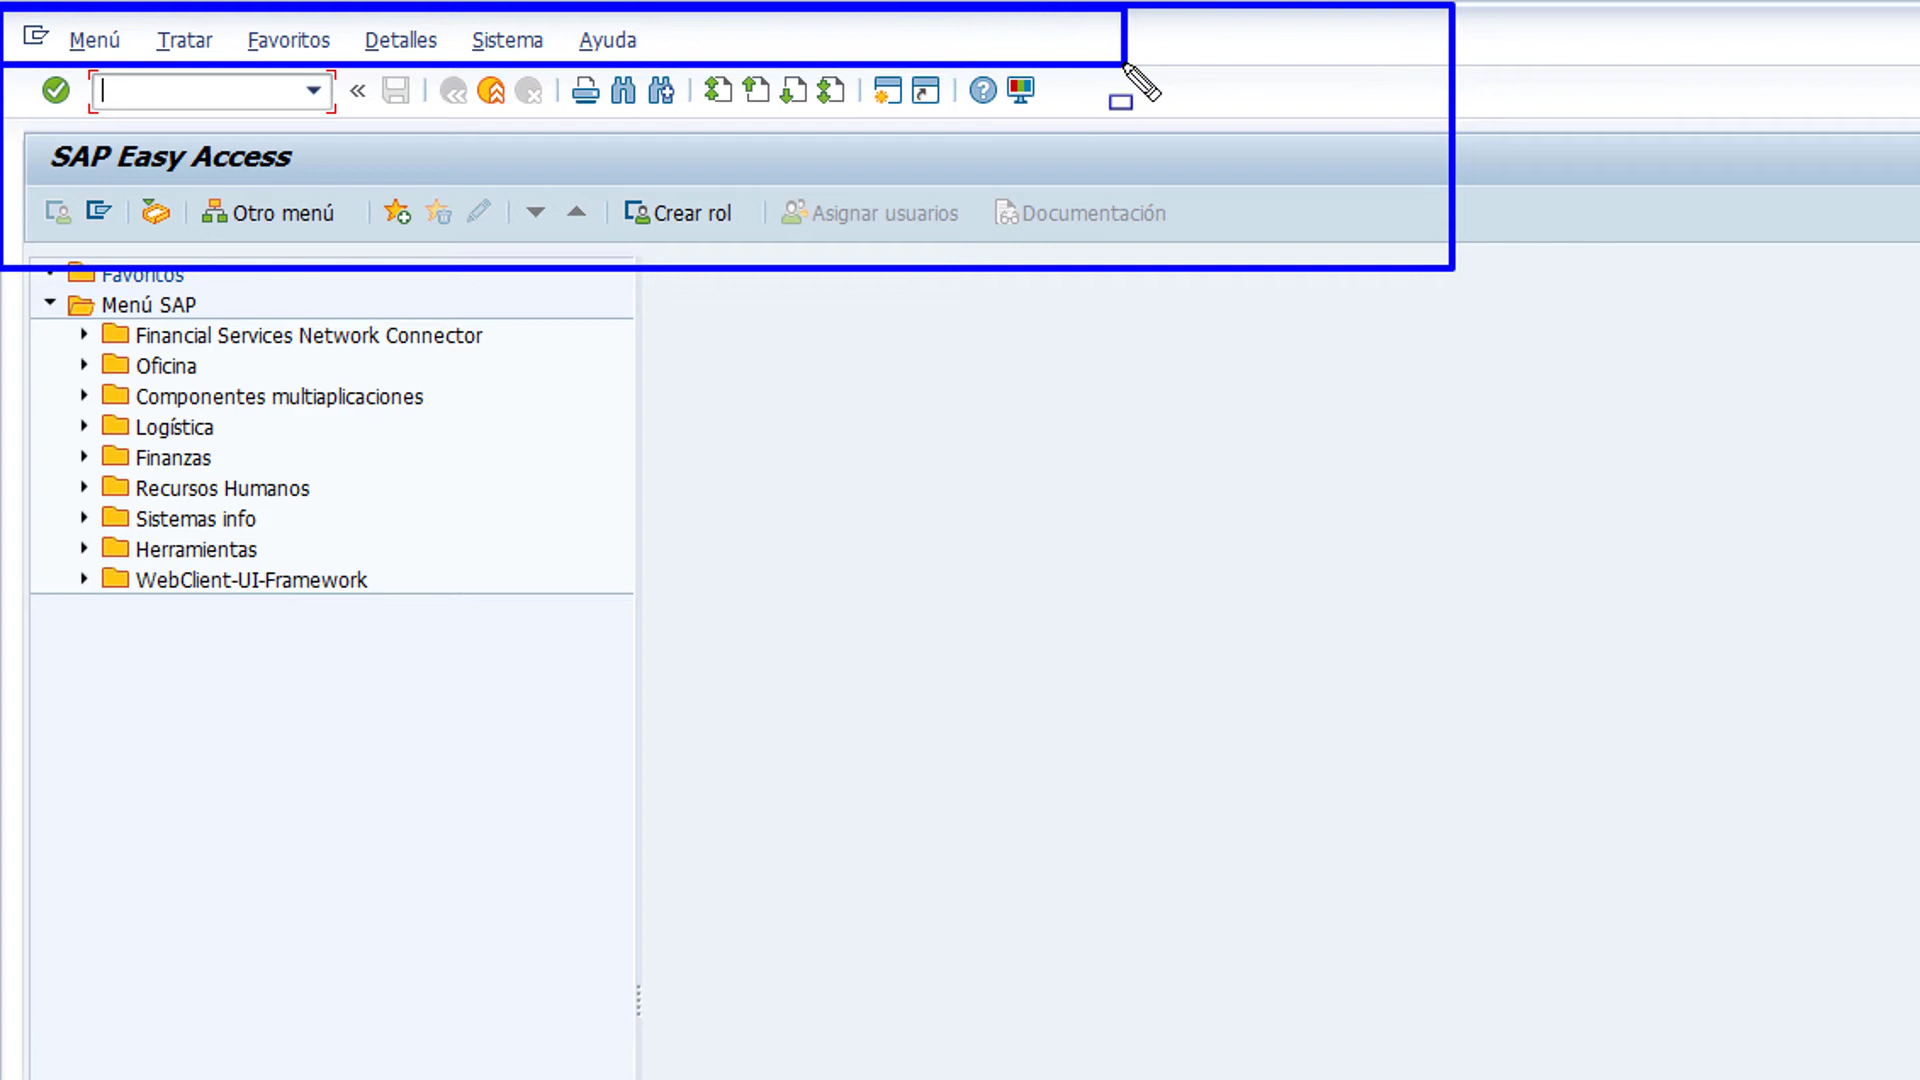 Menú Tratar Favoritos Detalles Sistema Ayuda
SAP Easy Access
Otro menú Crear rol Asignar usuarios Documentación
Favoritos
Menú SAP
Financial Services Network Connector
Oficina
Componentes multiaplicaciones
Logística
Finanzas
Recursos Humanos
Sistemas info
Herramientas
WebClient-UI-Framework